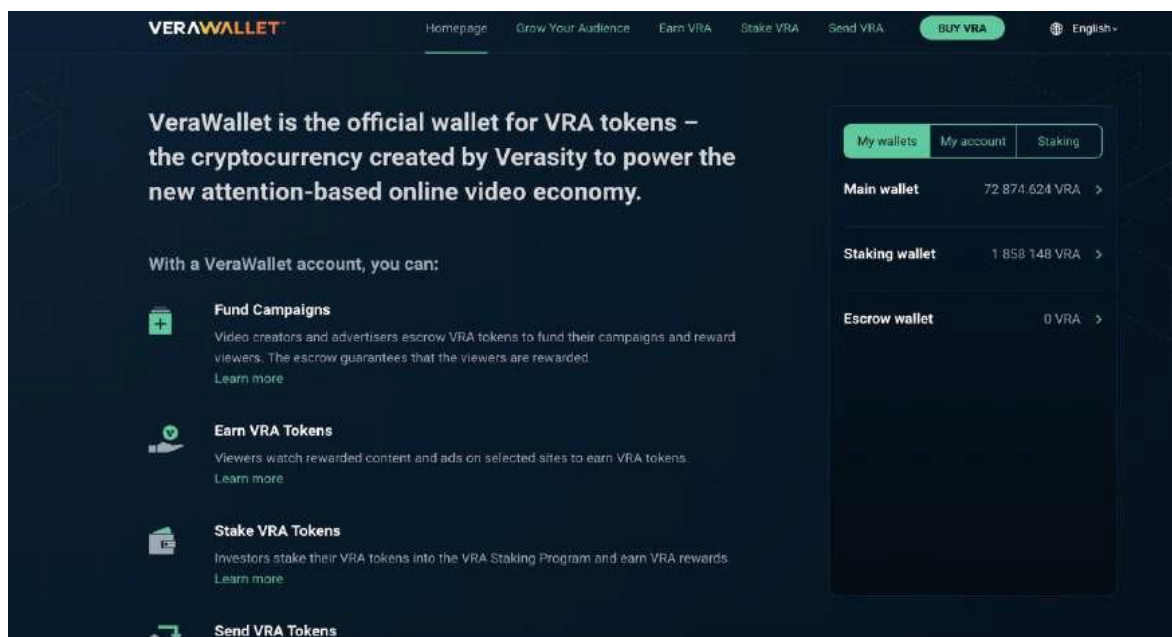 VERAWALLET
Homepage Grow Your Audience Earn VRA Stake VRA Send VRA BUY VRA English
VeraWallet is the official wallet for VRA tokens –
the cryptocurrency created by Verasity to power the
new attention-based online video economy.
With a VeraWallet account, you can:
Fund Campaigns
Video creators and advertisers escrow VRA tokens to fund their campaigns and reward
viewers. The escrow guarantees that the viewers are rewarded.
Learn more
Earn VRA Tokens
Viewers watch rewarded content and ads on selected sites to earn VRA tokens.
Learn more
Stake VRA Tokens
Investors stake their VRA tokens into the VRA Staking Program and earn VRA rewards.
Learn more
Send VRA Tokens
My wallets My account Staking
Main wallet 72 874.624 VRA >
Staking wallet 1 858 148 VRA >
Escrow wallet 0 VRA >